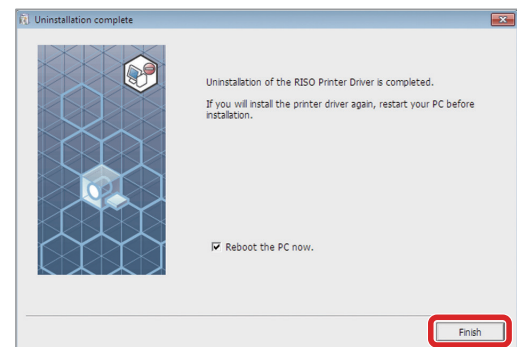 Uninstallation complete
Uninstallation of the RISO Printer Driver is completed.
If you will install the printer driver again, restart your PC before
installation.
Reboot the PC now.
Finish